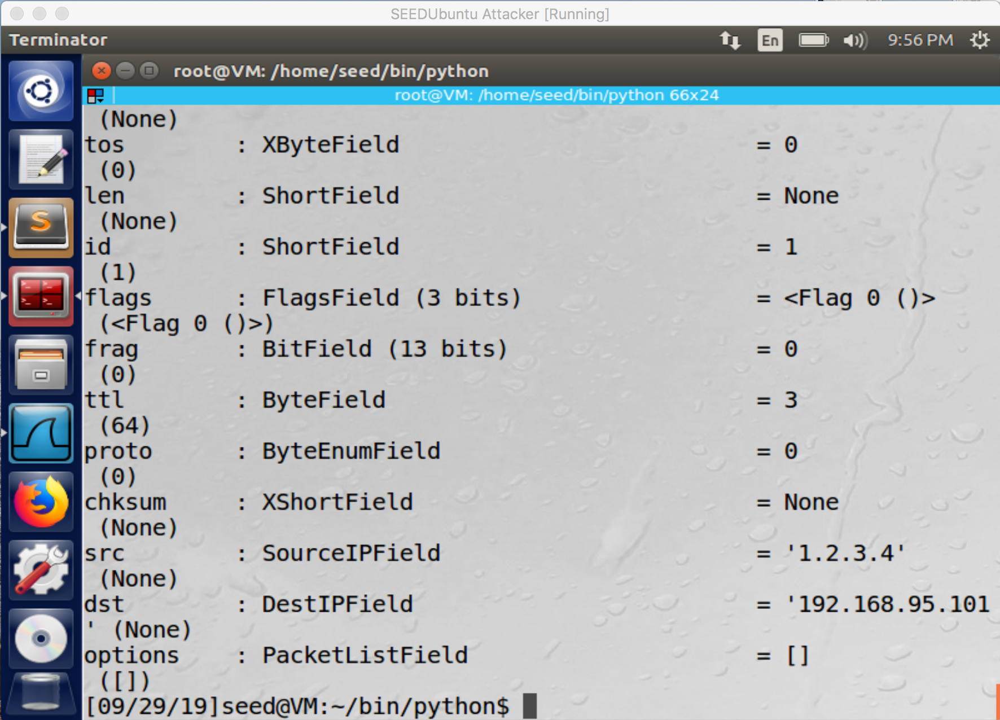 SEEDUbuntu Attacker [Running]
Terminator En 9:56 PM
root@VM: /home/seed/bin/python
root@VM: /home/seed/bin/python 66x24
(None)
tos : XByteField = 0
(0)
len : ShortField = None
(None)
id : ShortField = 1
(1)
flags : FlagsField (3 bits) = <Flag 0 ()>
(<Flag 0 ()>)
frag : BitField (13 bits) = 0
(0)
ttl : ByteField = 3
(64)
proto : ByteEnumField = 0
(0)
chksum : XShortField = None
(None)
src : SourceIPField = '1.2.3.4'
(None)
dst : DestIPField = '192.168.95.101
' (None)
options : PacketListField = []
([])
[09/29/19]seed@VM:~/bin/python$